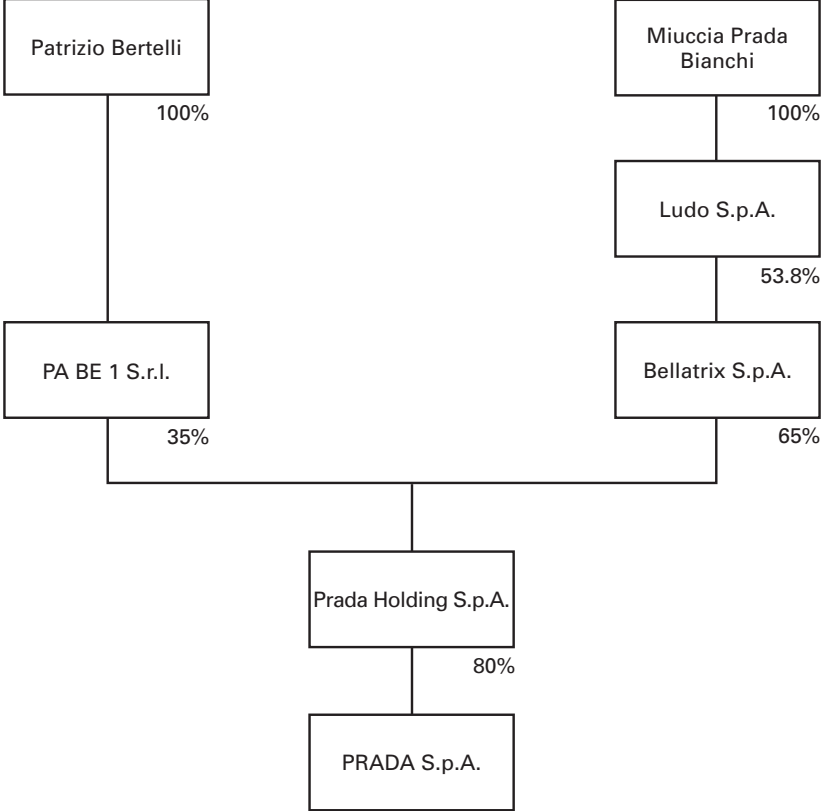 Patrizio Bertelli
Miuccia Prada
Bianchi
100%
100%
Ludo S.p.A.
53.8%
PA BE 1 S.r.l.
Bellatrix S.p.A.
35%
65%
Prada Holding S.p.A.
80%
PRADA S.p.A.